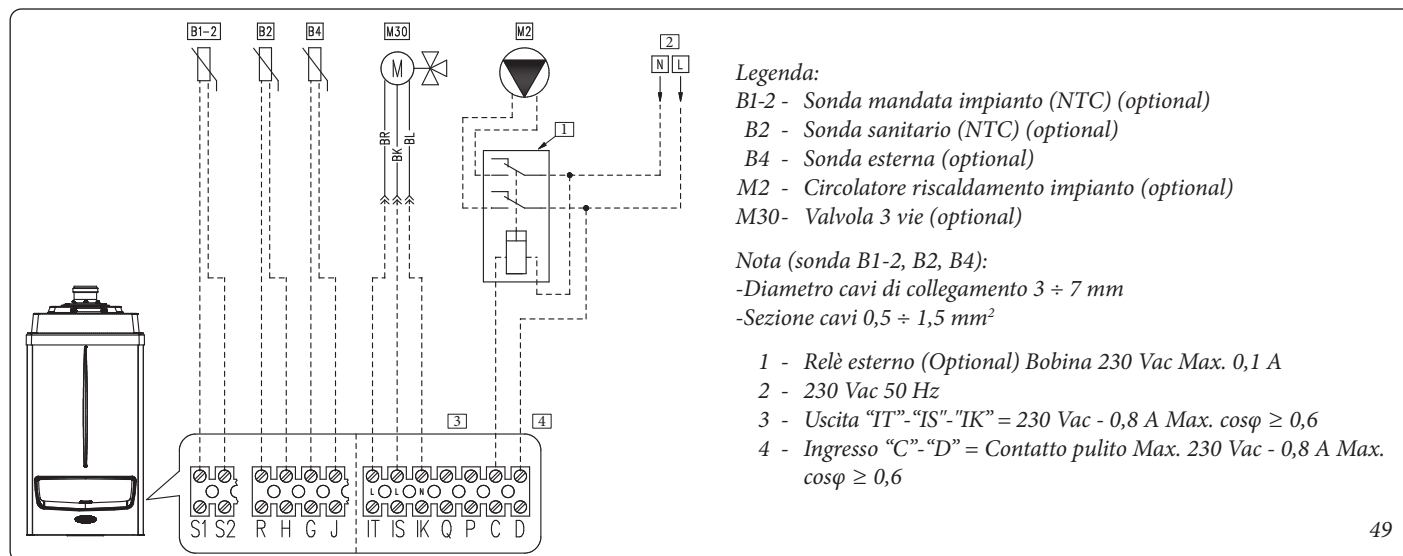 B1-2 B2 B4 M30 M2 2
N L
M
1
BR BK BL
3 4
L L N
S1 S2 R H G J IT IS IK Q P C D
Legenda:
B1-2 - Sonda mandata impianto (NTC) (optional)
B2 - Sonda sanitario (NTC) (optional)
B4 - Sonda esterna (optional)
M2 - Circolatore riscaldamento impianto (optional)
M30- Valvola 3 vie (optional)
Nota (sonda B1-2, B2, B4):
-Diametro cavi di collegamento 3 ÷ 7 mm
-Sezione cavi 0,5 ÷ 1,5 mm²
1 - Relè esterno (Optional) Bobina 230 Vac Max. 0,1 A
2 - 230 Vac 50 Hz
3 - Uscita “IT”-“IS"-"IK” = 230 Vac - 0,8 A Max. cosφ ≥ 0,6
4 - Ingresso “C”-“D” = Contatto pulito Max. 230 Vac - 0,8 A Max.
cosφ ≥ 0,6
49